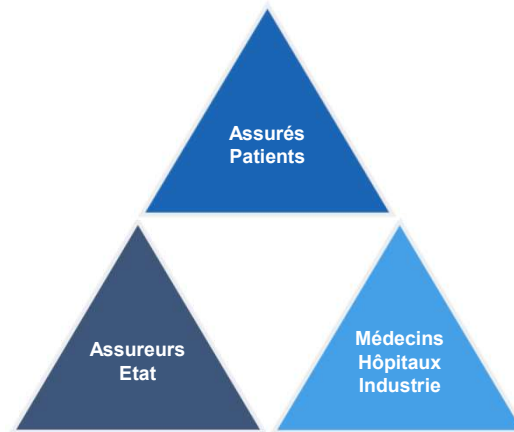 Assurés
Patients
Assureurs
Etat
Médecins
Hôpitaux
Industrie